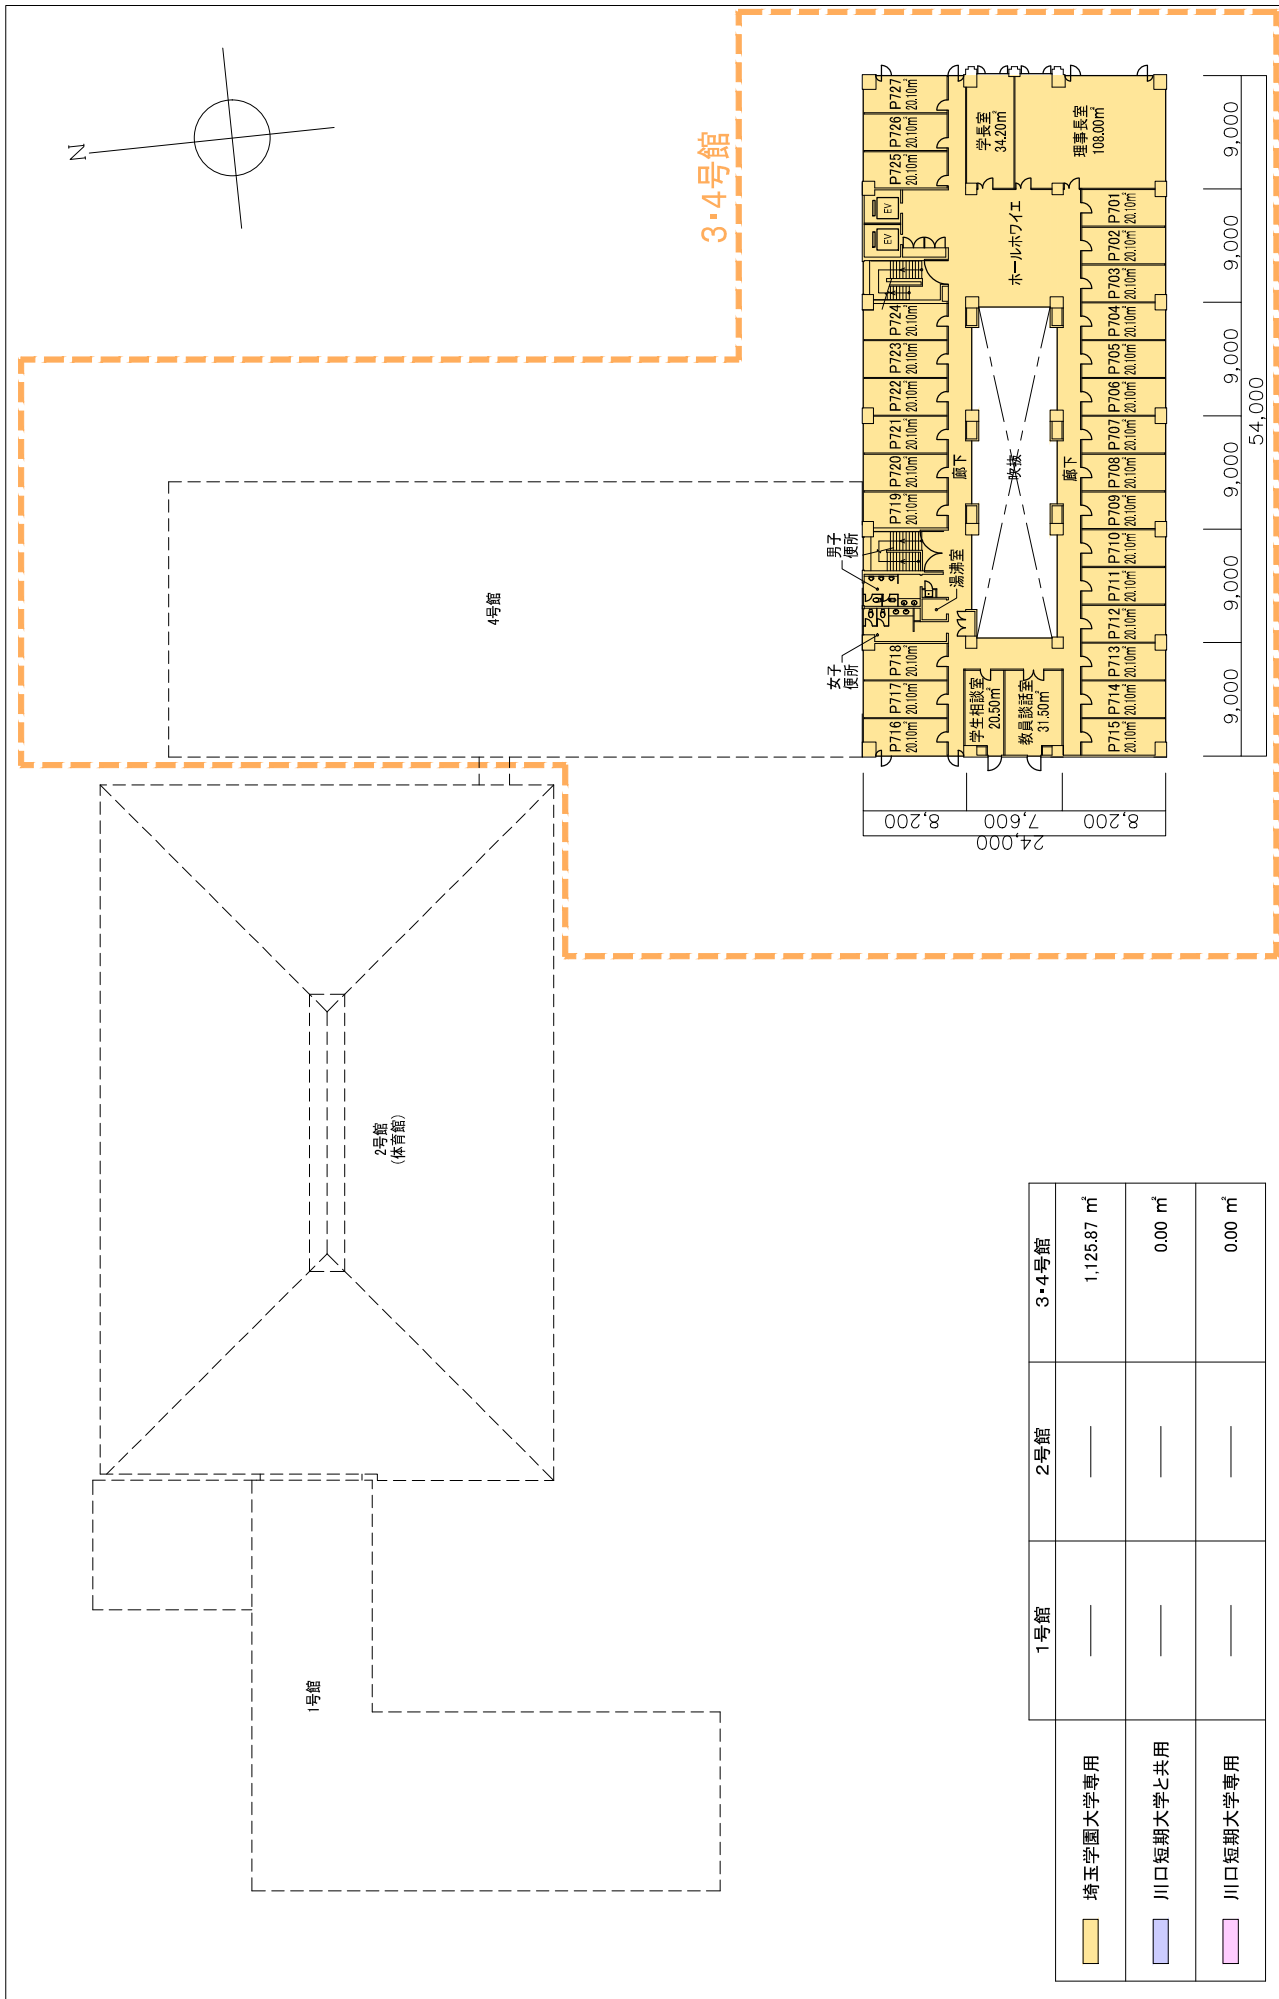 N
3・4号館
P727
20.10㎡
P726
20.10㎡
P725
20.10㎡
EV
EV
P724
20.10㎡
P723
20.10㎡
P722
20.10㎡
P721
20.10㎡
P720
20.10㎡
P719
20.10㎡
男子
便所
女子
便所
湯沸室
P718
20.10㎡
P717
20.10㎡
P716
20.10㎡
学長室
34.20㎡
理事長室
108.00㎡
ホールホワイエ
廊下
吹抜
廊下
学生相談室
20.50㎡
教員談話室
31.50㎡
P701
20.10㎡
P702
20.10㎡
P703
20.10㎡
P704
20.10㎡
P705
20.10㎡
P706
20.10㎡
P707
20.10㎡
P708
20.10㎡
P709
20.10㎡
P710
20.10㎡
P711
20.10㎡
P712
20.10㎡
P713
20.10㎡
P714
20.10㎡
P715
20.10㎡
9,000
9,000
9,000
9,000
9,000
9,000
54,000
8,200
7,600
8,200
24,000
4号館
2号館
(体育館)
1号館
1号館 2号館 3・4号館
埼玉学園大学専用 —— —— 1,125.87 ㎡
川口短期大学と共用 —— —— 0.00 ㎡
川口短期大学専用 —— —— 0.00 ㎡